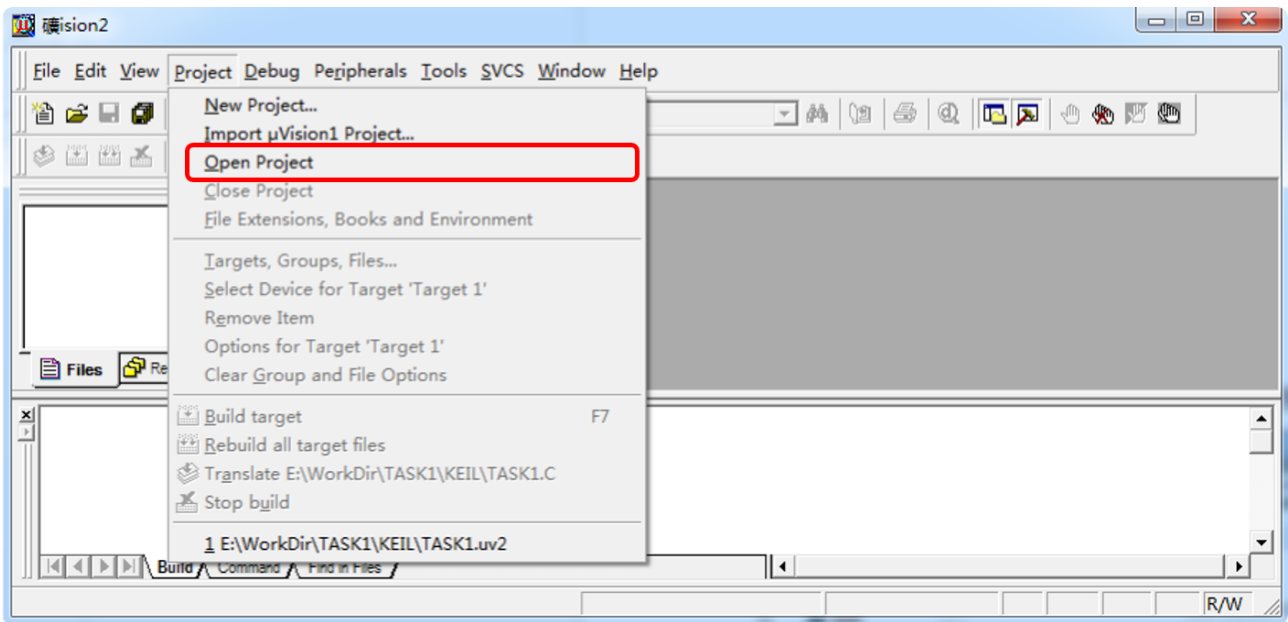 礦ision2
File Edit View Project Debug Peripherals Tools SVCS Window Help
New Project...
Import µVision1 Project...
Open Project
Close Project
File Extensions, Books and Environment
Targets, Groups, Files...
Select Device for Target 'Target 1'
Remove Item
Options for Target 'Target 1'
Clear Group and File Options
Files Re
Build target F7
Rebuild all target files
Translate E:\WorkDir\TASK1\KEIL\TASK1.C
Stop build
1 E:\WorkDir\TASK1\KEIL\TASK1.uv2
Build Command Find in Files
R/W